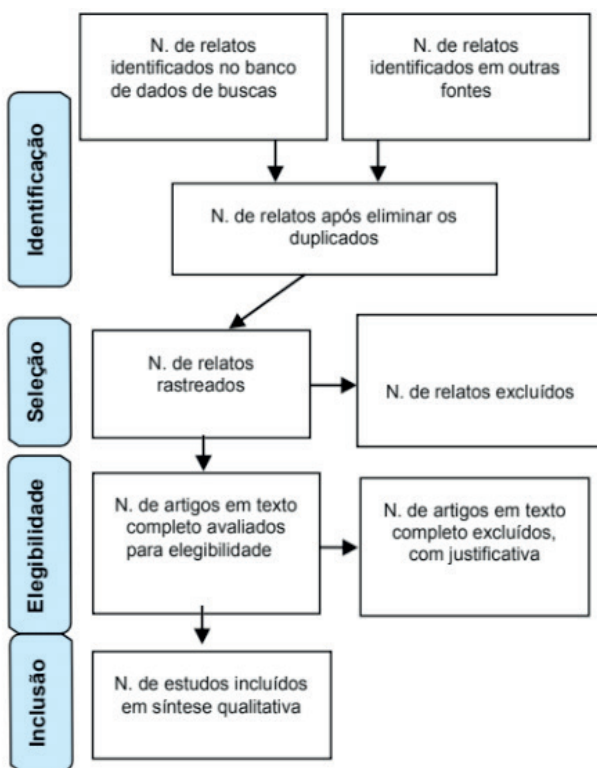 N. de relatos
identificados no banco
de dados de buscas
N. de relatos
identificados em outras
fontes
Identificação
N. de relatos após eliminar os
duplicados
Seleção
N. de relatos
rastreados
N. de relatos excluídos
Elegibilidade
N. de artigos em texto
completo avaliados
para elegibilidade
N. de artigos em texto
completo excluídos,
com justificativa
Inclusão
N. de estudos incluídos
em síntese qualitativa